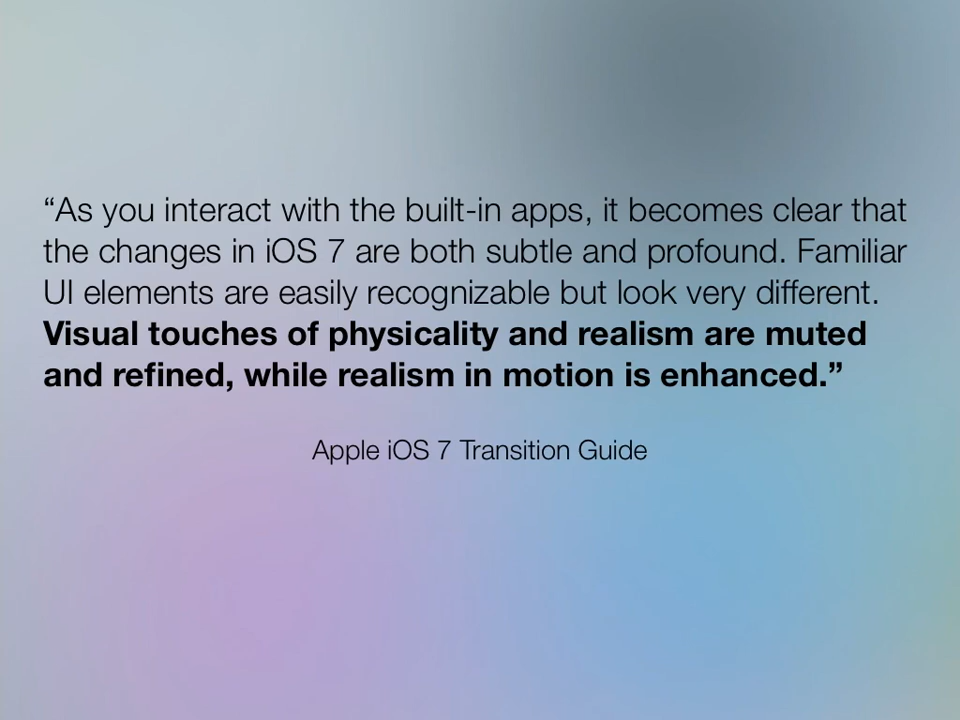 “As you interact with the built-in apps, it becomes clear that
the changes in iOS 7 are both subtle and profound. Familiar
UI elements are easily recognizable but look very different.
Visual touches of physicality and realism are muted
and refined, while realism in motion is enhanced.”
Apple iOS 7 Transition Guide